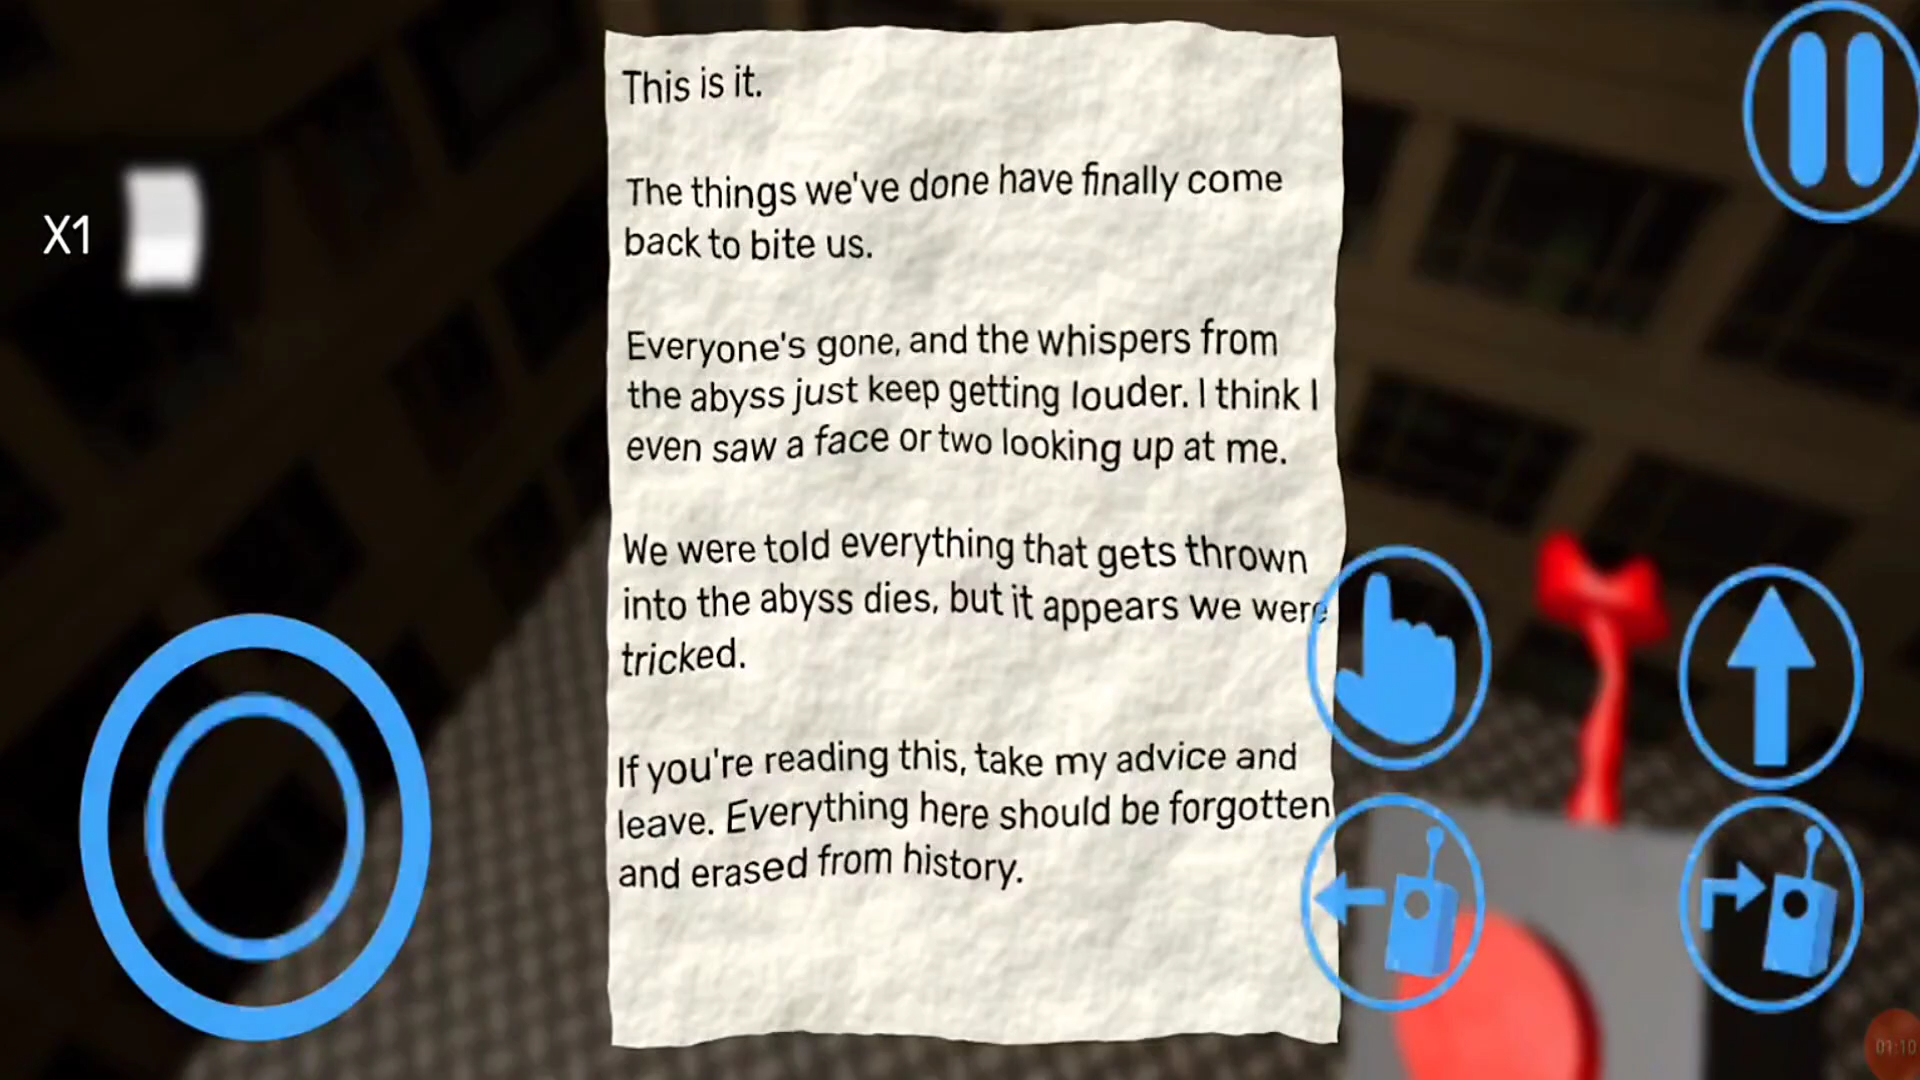 This is it.
The things we've done have finally come
back to bite us.
Everyone's gone, and the whispers from
the abyss just keep getting louder. I think I
even saw a face or two looking up at me.
We were told everything that gets thrown
into the abyss dies, but it appears we were
tricked.
If you're reading this, take my advice and
leave. Everything here should be forgotten
and erased from history.
X1
01:10